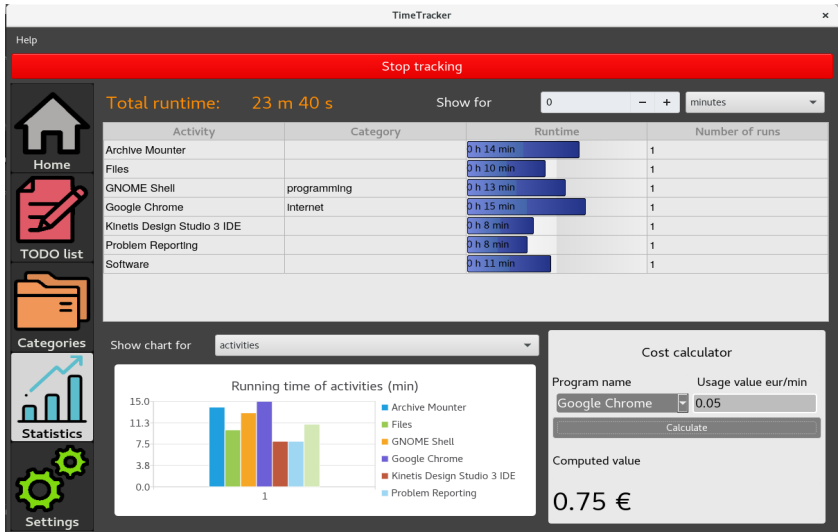 TimeTracker ×
Help
Stop tracking
Total runtime: 23 m 40 s Show for 0 − + minutes
Activity Category Runtime Number of runs
Archive Mounter 0 h 14 min 1
Files 0 h 10 min 1
GNOME Shell programming 0 h 13 min 1
Google Chrome internet 0 h 15 min 1
Kinetis Design Studio 3 IDE 0 h 8 min 1
Problem Reporting 0 h 8 min 1
Software 0 h 11 min 1
Home
TODO list
Categories
Statistics
Settings
Show chart for activities
Running time of activities (min)
15.0
11.3
7.5
3.8
0.0
1
Archive Mounter
Files
GNOME Shell
Google Chrome
Kinetis Design Studio 3 IDE
Problem Reporting
Cost calculator
Program name Usage value eur/min
Google Chrome 0.05
Calculate
Computed value
0.75 €